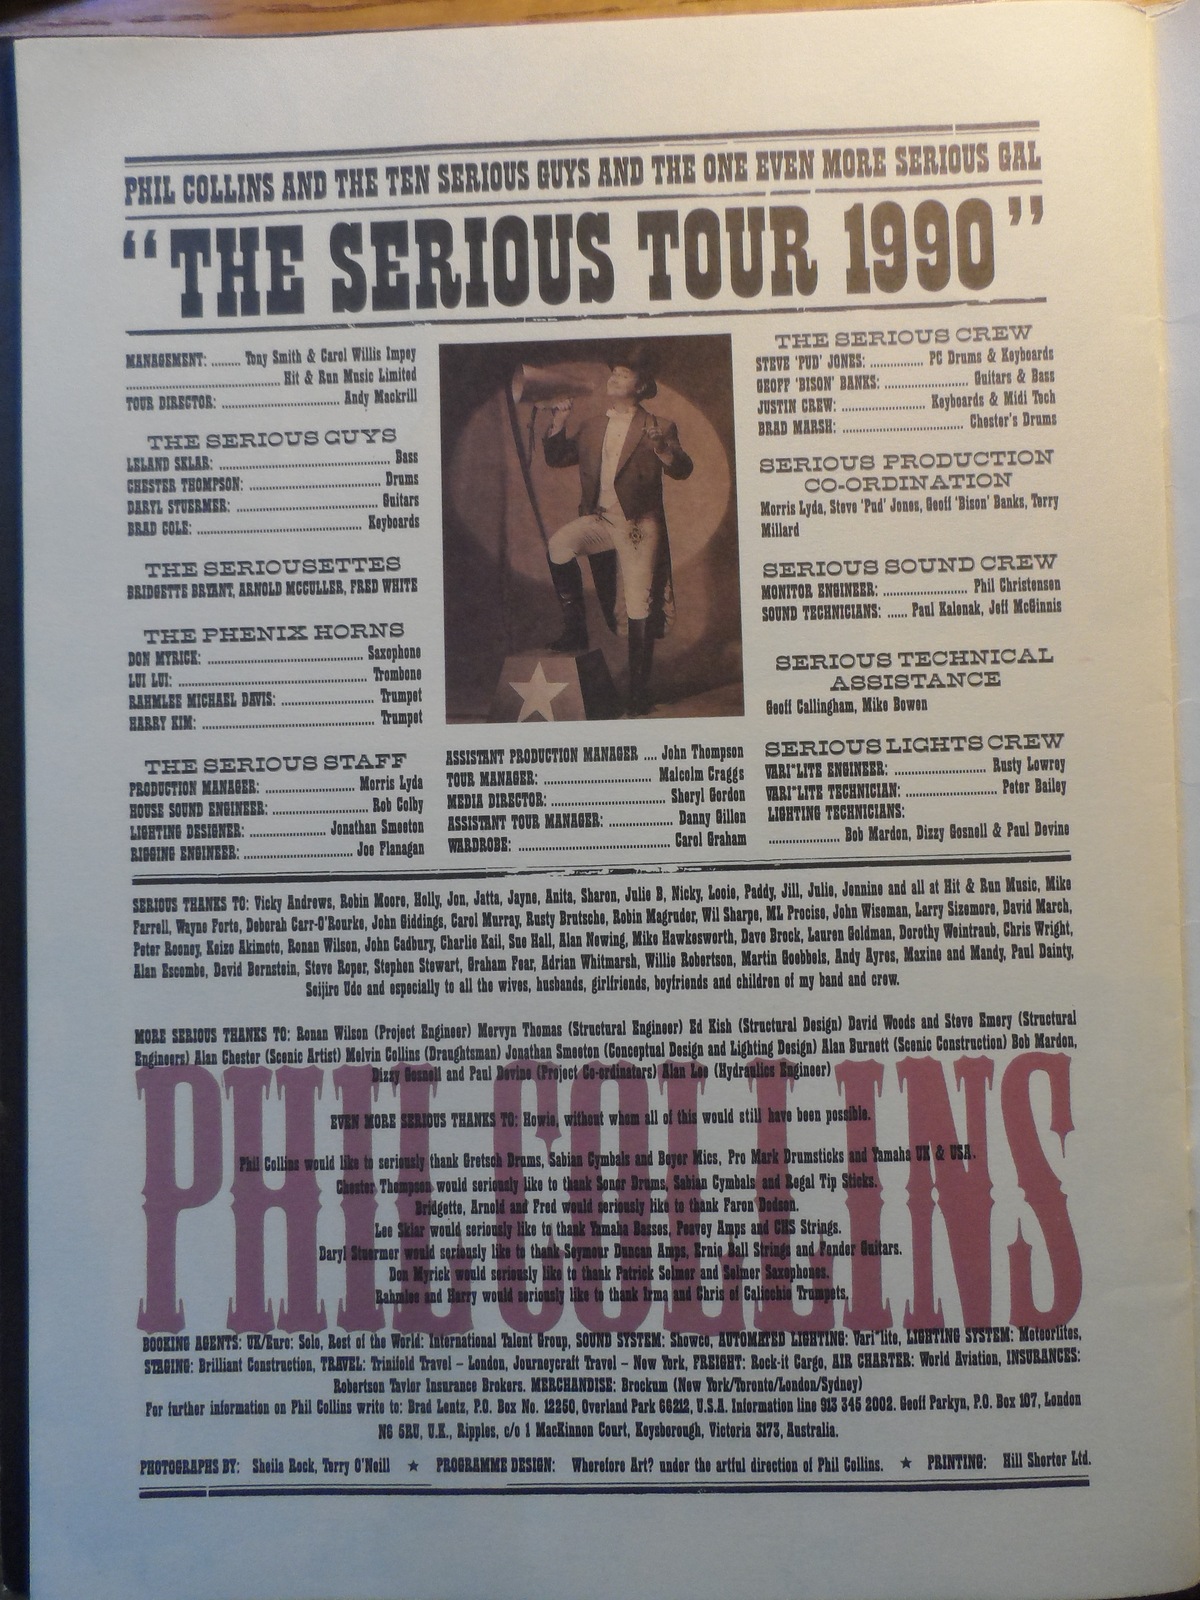 PHIL COLLINS AND THE TEN SERIOUS GUYS AND THE ONE EVEN MORE SERIOUS GAL
“THE SERIOUS TOUR 1990”
MANAGEMENT: ........ Tony Smith & Carol Willis Impey
........ Hit & Run Music Limited
TOUR DIRECTOR: ........ Andy Mackrill
THE SERIOUS GUYS
LELAND SKLAR: ........ Bass
CHESTER THOMPSON: ........ Drums
DARYL STUERMER: ........ Guitars
BRAD COLE: ........ Keyboards
THE SERIOUSETTES
BRIDGETTE BRYANT, ARNOLD MCCULLER, FRED WHITE
THE PHENIX HORNS
DON MYRICK: ........ Saxophone
LUI LUI: ........ Trombone
RAHMLEE MICHAEL DAVIS: ........ Trumpet
HARRY KIM: ........ Trumpet
THE SERIOUS STAFF
PRODUCTION MANAGER: ........ Morris Lyda
HOUSE SOUND ENGINEER: ........ Rob Colby
LIGHTING DESIGNER: ........ Jonathan Smeeton
RIGGING ENGINEER: ........ Joe Flanagan
ASSISTANT PRODUCTION MANAGER .... John Thompson
TOUR MANAGER: ........ Malcolm Craggs
MEDIA DIRECTOR: ........ Sheryl Gordon
ASSISTANT TOUR MANAGER: ........ Danny Gillen
WARDROBE: ........ Carol Graham
THE SERIOUS CREW
STEVE 'PUD' JONES: ........ PC Drums & Keyboards
GEOFF 'BISON' BANKS: ........ Guitars & Bass
JUSTIN CREW: ........ Keyboards & Midi Tech
BRAD MARSH: ........ Chester's Drums
SERIOUS PRODUCTION
CO-ORDINATION
Morris Lyda, Steve 'Pud' Jones, Geoff 'Bison' Banks, Terry
Millard
SERIOUS SOUND CREW
MONITOR ENGINEER: ........ Phil Christensen
SOUND TECHNICIANS: ...... Paul Kalenak, Jeff McGinnis
SERIOUS TECHNICAL
ASSISTANCE
Geoff Callingham, Mike Bowen
SERIOUS LIGHTS CREW
VARI*LITE ENGINEER: ........ Rusty Lowrey
VARI*LITE TECHNICIAN: ........ Peter Bailey
LIGHTING TECHNICIANS:
........ Bob Mardon, Dizzy Gosnell & Paul Devine
SERIOUS THANKS TO: Vicky Andrews, Robin Moore, Holly, Jon, Jatta, Jayne, Anita, Sharon, Julie B, Nicky, Locie, Paddy, Jill, Julie, Jennine and all at Hit & Run Music, Mike
Farrell, Wayne Forte, Deborah Carr-O'Rourke, John Giddings, Carol Murray, Rusty Brutsche, Robin Magruder, Wil Sharpe, ML Procise, John Wiseman, Larry Sizemore, David March,
Peter Rooney, Keizo Akimoto, Ronan Wilson, John Cadbury, Charlie Kail, Sue Hall, Alan Newing, Mike Hawkesworth, Dave Brock, Lauren Goldman, Dorothy Weintraub, Chris Wright,
Alan Escombe, David Bernstein, Steve Roper, Stephen Stewart, Graham Fear, Adrian Whitmarsh, Willie Robertson, Martin Goebbels, Andy Ayres, Maxine and Mandy, Paul Dainty,
Seijiro Udo and especially to all the wives, husbands, girlfriends, boyfriends and children of my band and crew.
MORE SERIOUS THANKS TO: Ronan Wilson (Project Engineer) Mervyn Thomas (Structural Engineer) Ed Kish (Structural Design) David Woods and Steve Emery (Structural
Engineers) Alan Chester (Scenic Artist) Melvin Collins (Draughtsman) Jonathan Smeeton (Conceptual Design and Lighting Design) Alan Burnett (Scenic Construction) Bob Mardon,
Dizzy Gosnell and Paul Devine (Project Co-ordinators) Alan Lee (Hydraulics Engineer)
PHIL COLLINS
EVEN MORE SERIOUS THANKS TO: Howie, without whom all of this would still have been possible.
Phil Collins would like to seriously thank Gretsch Drums, Sabian Cymbals and Beyer Mics, Pro Mark Drumsticks and Yamaha UK & USA.
Chester Thompson would seriously like to thank Sonor Drums, Sabian Cymbals and Regal Tip Sticks.
Bridgette, Arnold and Fred would seriously like to thank Faron Dodson.
Lee Sklar would seriously like to thank Yamaha Basses, Peavey Amps and GHS Strings.
Daryl Stuermer would seriously like to thank Seymour Duncan Amps, Ernie Ball Strings and Fender Guitars.
Don Myrick would seriously like to thank Patrick Selmer and Selmer Saxophones.
Rahmlee and Harry would seriously like to thank Irma and Chris of Calicchio Trumpets.
BOOKING AGENTS: UK/Euro: Solo, Rest of the World: International Talent Group, SOUND SYSTEM: Showco, AUTOMATED LIGHTING: Vari*lite, LIGHTING SYSTEM: Meteorlites,
STAGING: Brilliant Construction, TRAVEL: Trinifold Travel – London, Journeycraft Travel – New York, FREIGHT: Rock-it Cargo, AIR CHARTER: World Aviation, INSURANCES:
Robertson Taylor Insurance Brokers. MERCHANDISE: Brockum (New York/Toronto/London/Sydney)
For further information on Phil Collins write to: Brad Lentz, P.O. Box No. 12250, Overland Park 66212, U.S.A. Information line 913 345 2002. Geoff Parkyn, P.O. Box 107, London
N6 5RU, U.K., Ripples, c/o 1 MacKinnon Court, Keysborough, Victoria 3173, Australia.
PHOTOGRAPHS BY: Sheila Rock, Terry O'Neill ★ PROGRAMME DESIGN: Wherefore Art? under the artful direction of Phil Collins. ★ PRINTING: Hill Shorter Ltd.